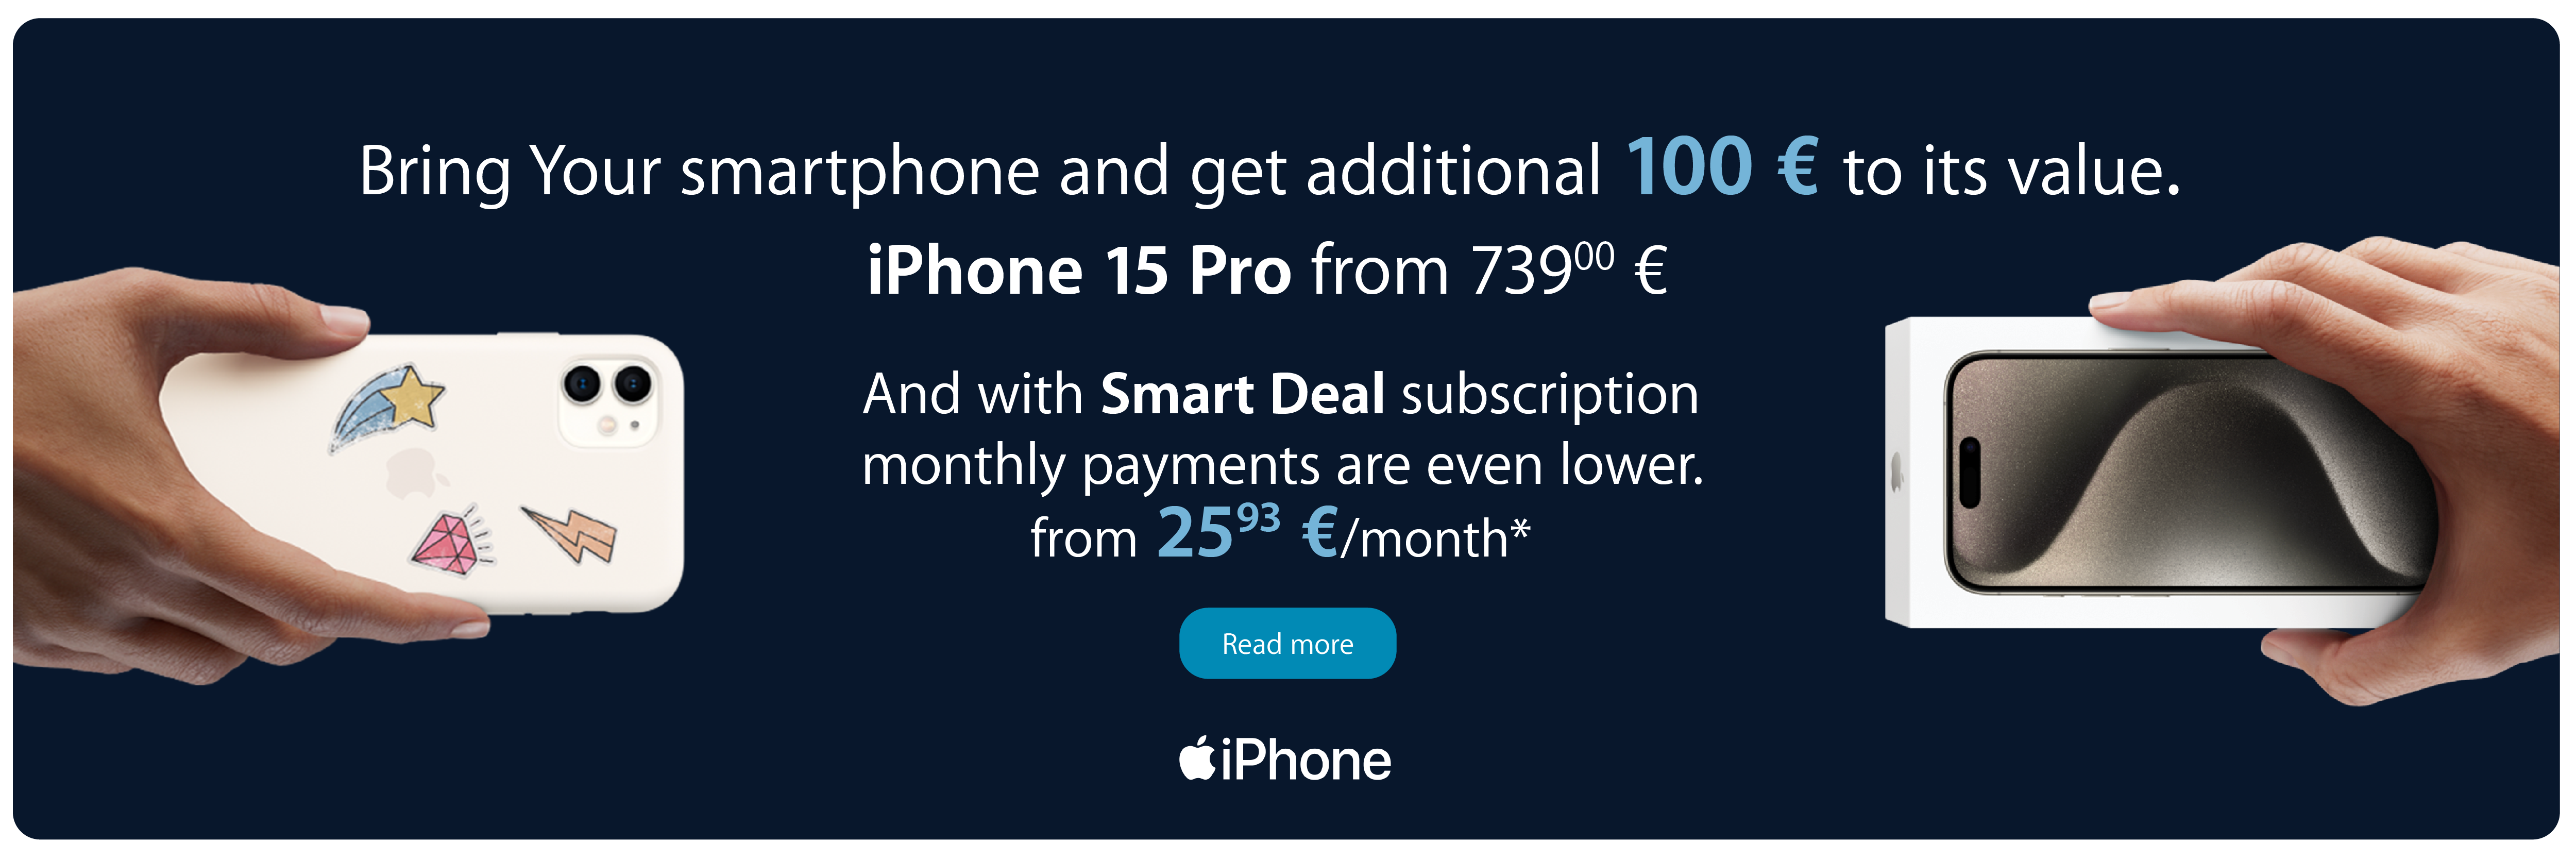 Bring Your smartphone and get additional 100 € to its value.
iPhone 15 Pro from 739⁰⁰ €
And with Smart Deal subscription
monthly payments are even lower.
from 25⁹³ €/month*
Read more
iPhone